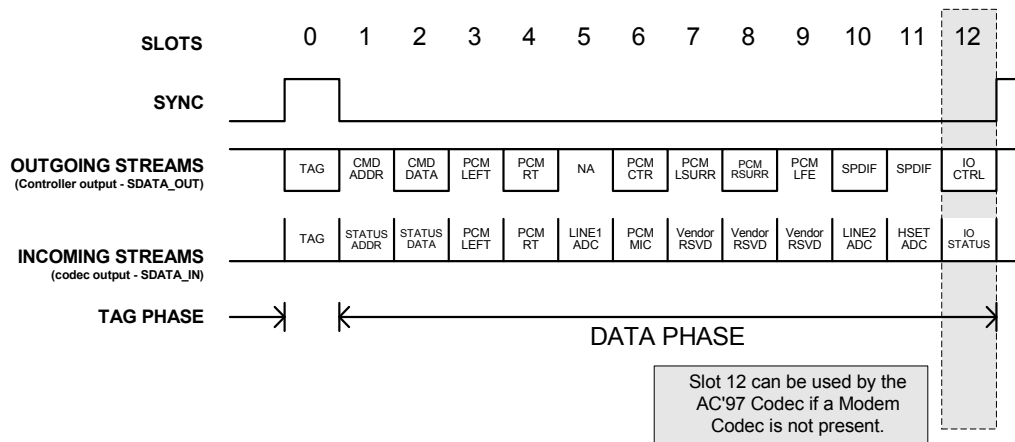 SLOTS 0 1 2 3 4 5 6 7 8 9 10 11 12
SYNC
OUTGOING STREAMS
(Controller output - SDATA_OUT)
TAG
CMD
ADDR
CMD
DATA
PCM
LEFT
PCM
RT
NA
PCM
CTR
PCM
LSURR
PCM
RSURR
PCM
LFE
SPDIF
SPDIF
IO
CTRL
INCOMING STREAMS
(codec output - SDATA_IN)
TAG
STATUS
ADDR
STATUS
DATA
PCM
LEFT
PCM
RT
LINE1
ADC
PCM
MIC
Vendor
RSVD
Vendor
RSVD
Vendor
RSVD
LINE2
ADC
HSET
ADC
IO
STATUS
TAG PHASE
DATA PHASE
Slot 12 can be used by the
AC'97 Codec if a Modem
Codec is not present.